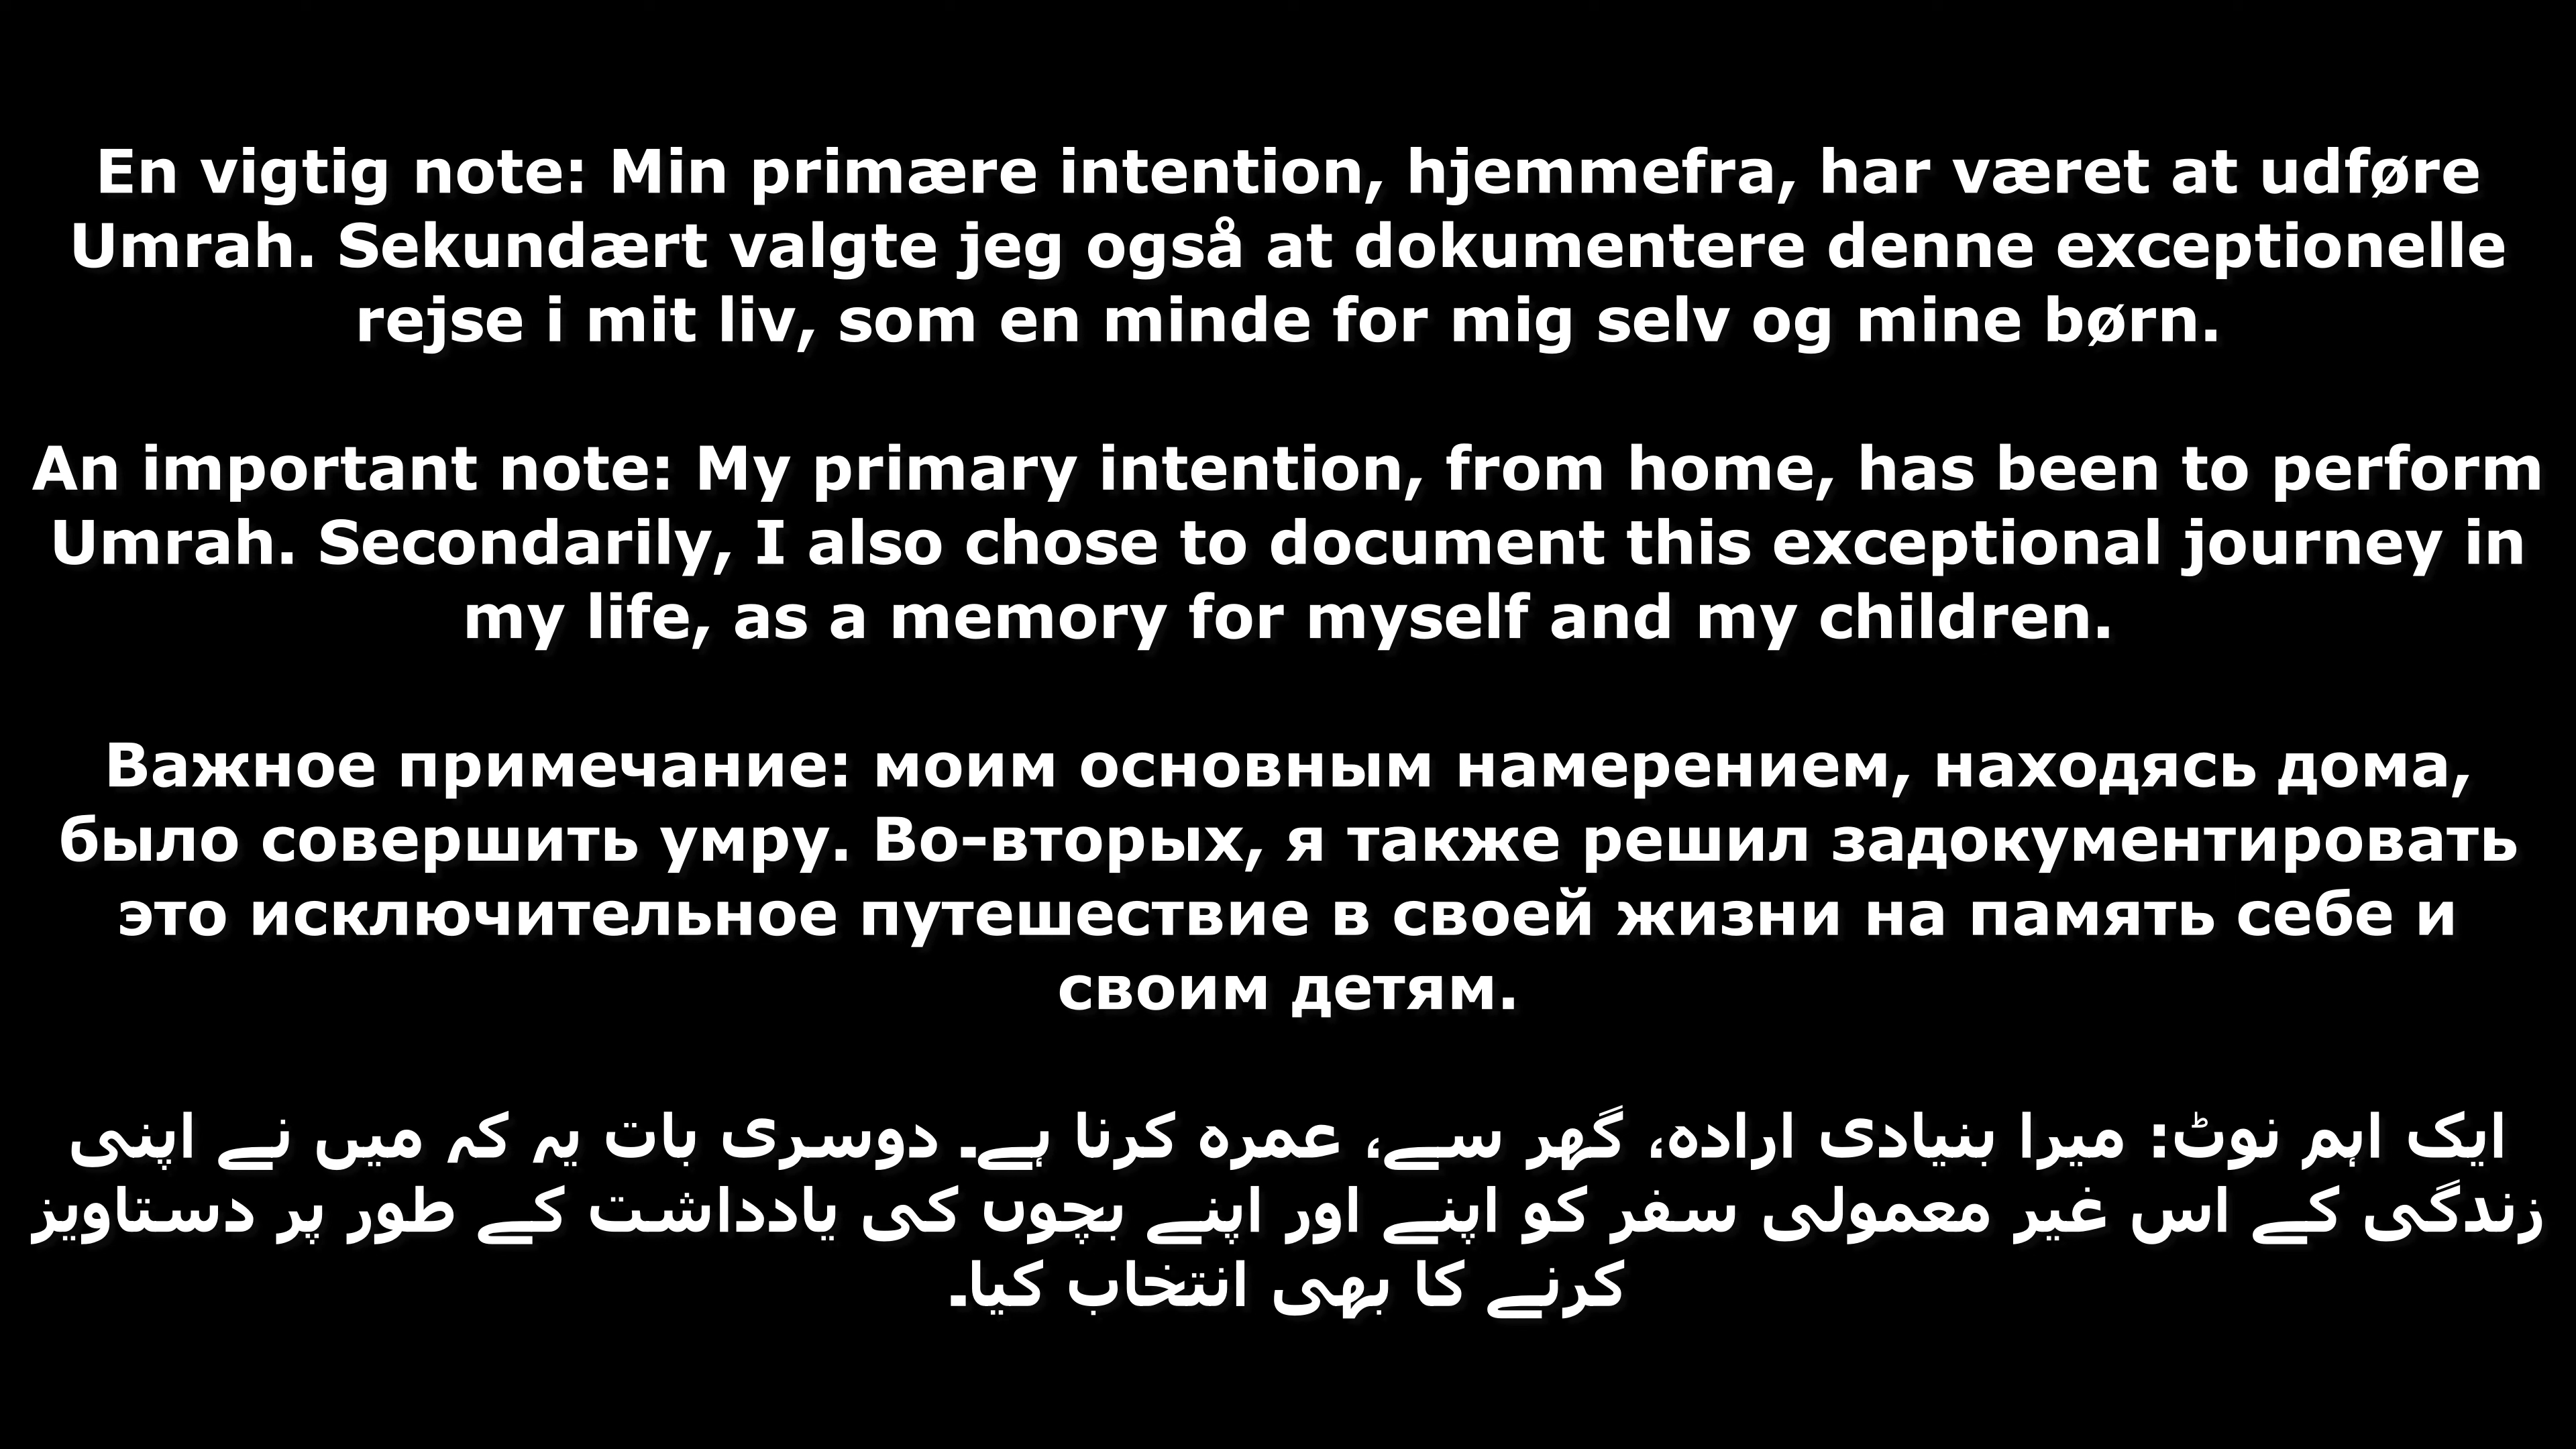 En vigtig note: Min primære intention, hjemmefra, har været at udføre
Umrah. Sekundært valgte jeg også at dokumentere denne exceptionelle
rejse i mit liv, som en minde for mig selv og mine børn.
An important note: My primary intention, from home, has been to perform
Umrah. Secondarily, I also chose to document this exceptional journey in
my life, as a memory for myself and my children.
Важное примечание: моим основным намерением, находясь дома,
было совершить умру. Во-вторых, я также решил задокументировать
это исключительное путешествие в своей жизни на память себе и
своим детям.
ایک اہم نوٹ: میرا بنیادی ارادہ، گھر سے، عمرہ کرنا ہے۔ دوسری بات یہ کہ میں نے اپنی
زندگی کے اس غیر معمولی سفر کو اپنے اور اپنے بچوں کی یادداشت کے طور پر دستاویز
کرنے کا بھی انتخاب کیا۔